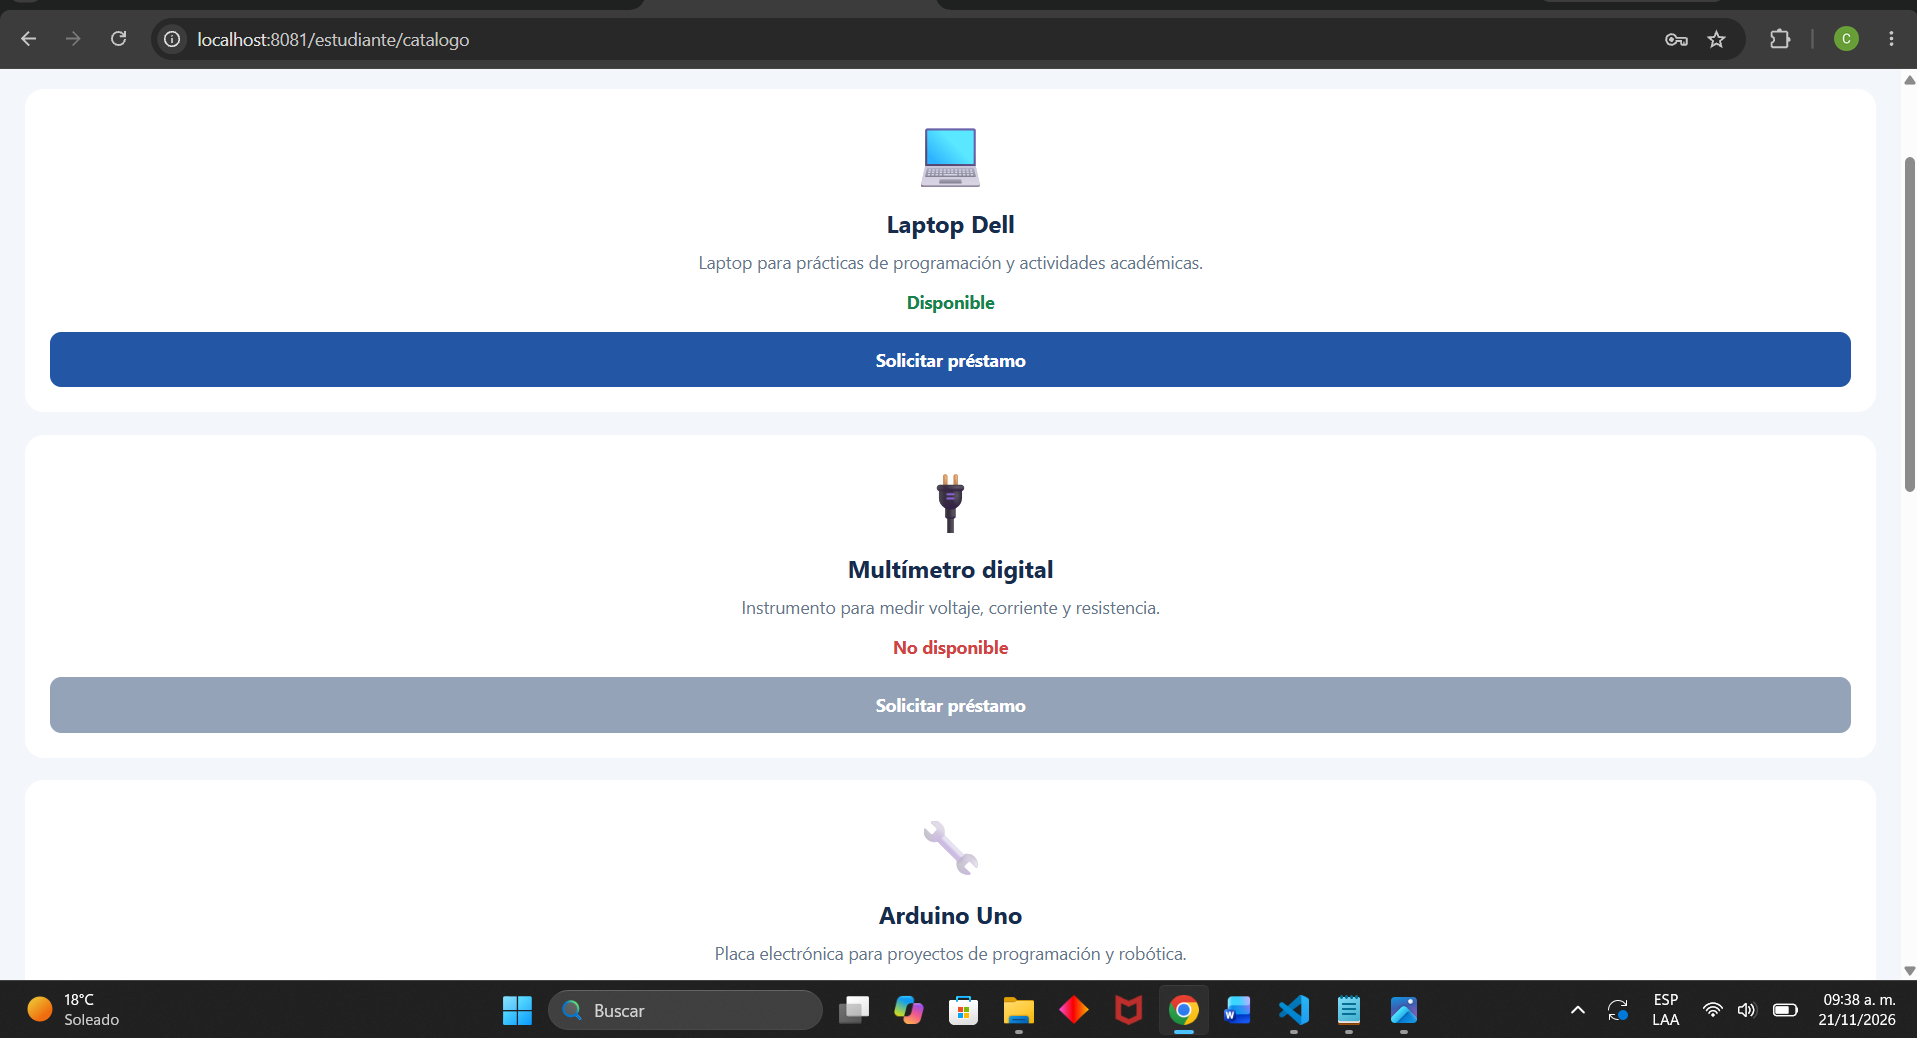 localhost:8081/estudiante/catalogo
C
Laptop Dell
Laptop para prácticas de programación y actividades académicas.
Disponible
Solicitar préstamo
Multímetro digital
Instrumento para medir voltaje, corriente y resistencia.
No disponible
Solicitar préstamo
Arduino Uno
Placa electrónica para proyectos de programación y robótica.
18°C
Soleado
Buscar
ESP
LAA
09:38 a. m.
21/11/2026